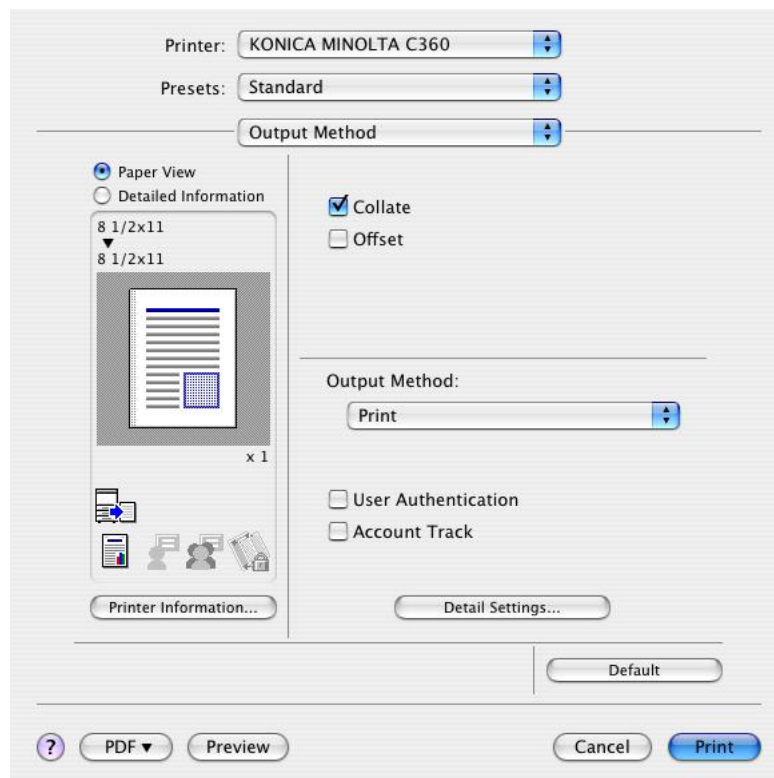 Printer: KONICA MINOLTA C360
Presets: Standard
Output Method
Paper View
Detailed Information
8 1/2x11
8 1/2x11
x 1
Printer Information...
Collate
Offset
Output Method:
Print
User Authentication
Account Track
Detail Settings...
Default
? PDF▼ Preview Cancel Print